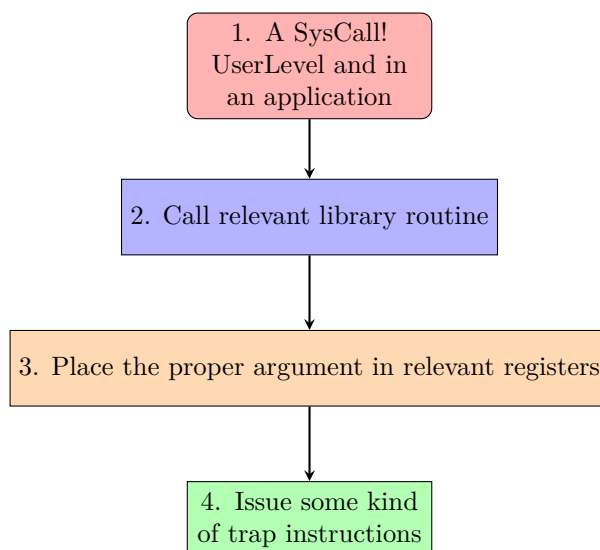 1. A SysCall!
UserLevel and in
an application
2. Call relevant library routine
3. Place the proper argument in relevant registers
4. Issue some kind
of trap instructions